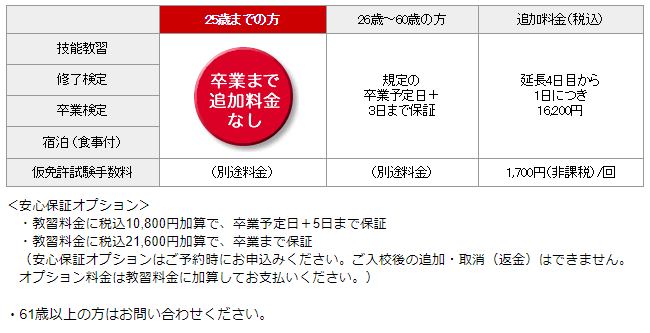 25歳までの方 26歳～60歳の方 追加料金(税込)
技能教習
修了検定
卒業検定
宿泊(食事付)
卒業まで
追加料金
なし
規定の
卒業予定日＋
3日まで保証
延長4日目から
1日につき
16,200円
仮免許試験手数料 (別途料金) (別途料金) 1,700円(非課税)/回
＜安心保証オプション＞
・教習料金に税込10,800円加算で、卒業予定日＋5日まで保証
・教習料金に税込21,600円加算で、卒業まで保証
（安心保証オプションはご予約時にお申込みください。ご入校後の追加・取消（返金）はできません。
オプション料金は教習料金に加算してお支払いください。）
・61歳以上の方はお問い合わせください。